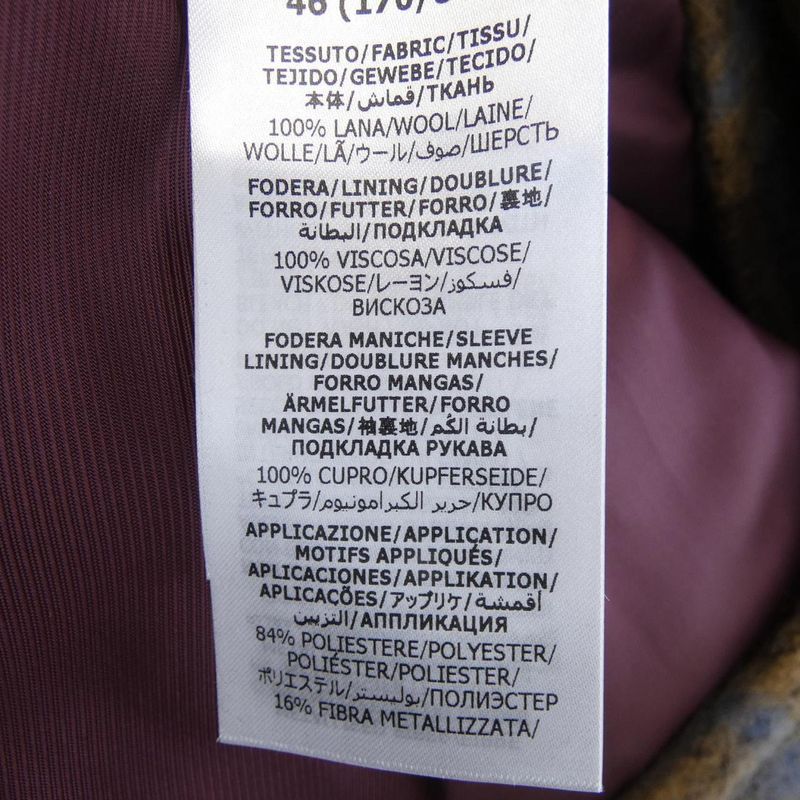 46 (170/
TESSUTO/FABRIC/TISSU/
TEJIDO/GEWEBE/TECIDO/
本体/قماش/ТКАНЬ
100% LANA/WOOL/LAINE/
WOLLE/LÃ/ウール/صوف/ШЕРСТЬ
FODERA/LINING/DOUBLURE/
FORRO/FUTTER/FORRO/裏地/
البطانة/ПОДКЛАДКА
100% VISCOSA/VISCOSE/
VISKOSE/レーヨン/فسكوز/
ВИСКОЗА
FODERA MANICHE/SLEEVE
LINING/DOUBLURE MANCHES/
FORRO MANGAS/
ÄRMELFUTTER/FORRO
MANGAS/袖裏地/بطانة الكُم/
ПОДКЛАДКА РУКАВА
100% CUPRO/KUPFERSEIDE/
キュプラ/حرير الكبرامونيوم/КУПРО
APPLICAZIONE/APPLICATION/
MOTIFS APPLIQUÉS/
APLICACIONES/APPLIKATION/
APLICAÇÕES/アップリケ/أقمشة
التزيين/АППЛИКАЦИЯ
84% POLIESTERE/POLYESTER/
POLIÉSTER/POLIESTER/
ポリエステル/بوليستر/ПОЛИЭСТЕР
16% FIBRA METALLIZZATA/